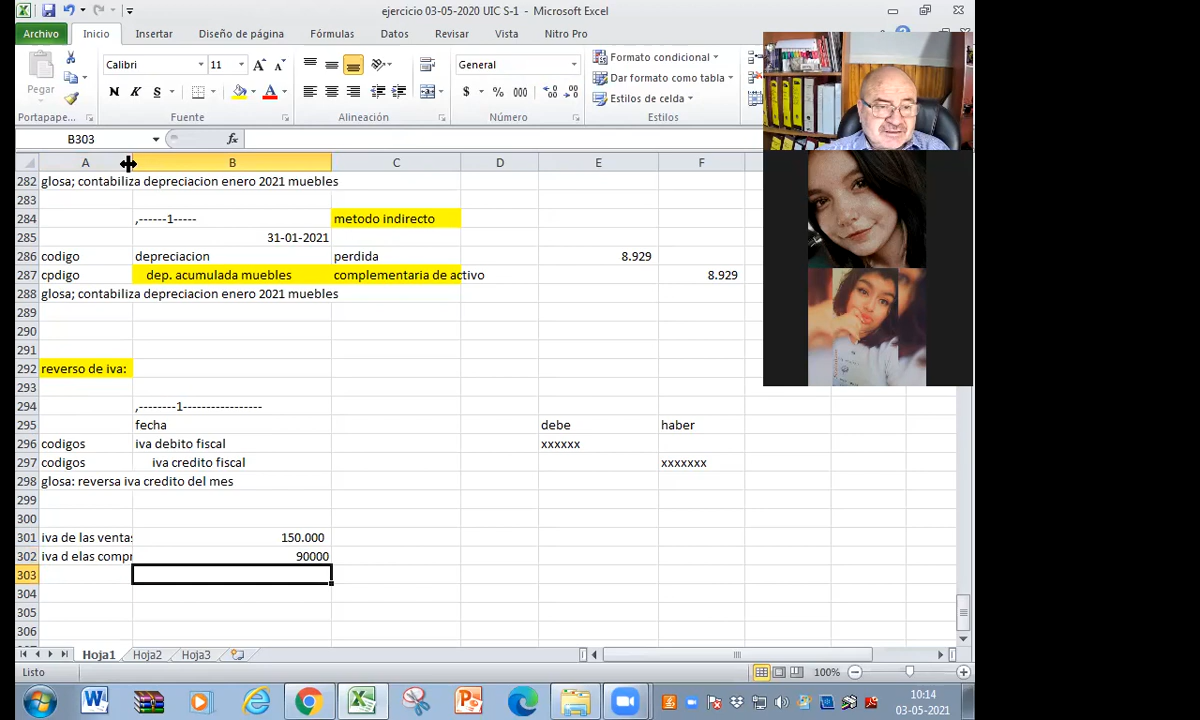 ejercicio 03-05-2020 UIC S-1 - Microsoft Excel
Archivo Inicio Insertar Diseño de página Fórmulas Datos Revisar Vista Nitro Pro
Pegar
Calibri 11
General
N K S
$ % 000
Formato condicional
Dar formato como tabla
Estilos de celda
Portapape... Fuente Alineación Número Estilos
B303 fx
A B C D E F
282 glosa; contabiliza depreciacion enero 2021 muebles
283
284 ,------1----- metodo indirecto
285 31-01-2021
286 codigo depreciacion perdida 8.929
287 cpdigo dep. acumulada muebles complementaria de activo 8.929
288 glosa; contabiliza depreciacion enero 2021 muebles
289
290
291
292 reverso de iva:
293
294 ,--------1-----------------
295 fecha debe haber
296 codigos iva debito fiscal xxxxxx
297 codigos iva credito fiscal xxxxxxx
298 glosa: reversa iva credito del mes
299
300
301 iva de las ventas 150.000
302 iva d elas compr 90000
303
304
305
306
Hoja1 Hoja2 Hoja3
Listo 100%
10:14
03-05-2021